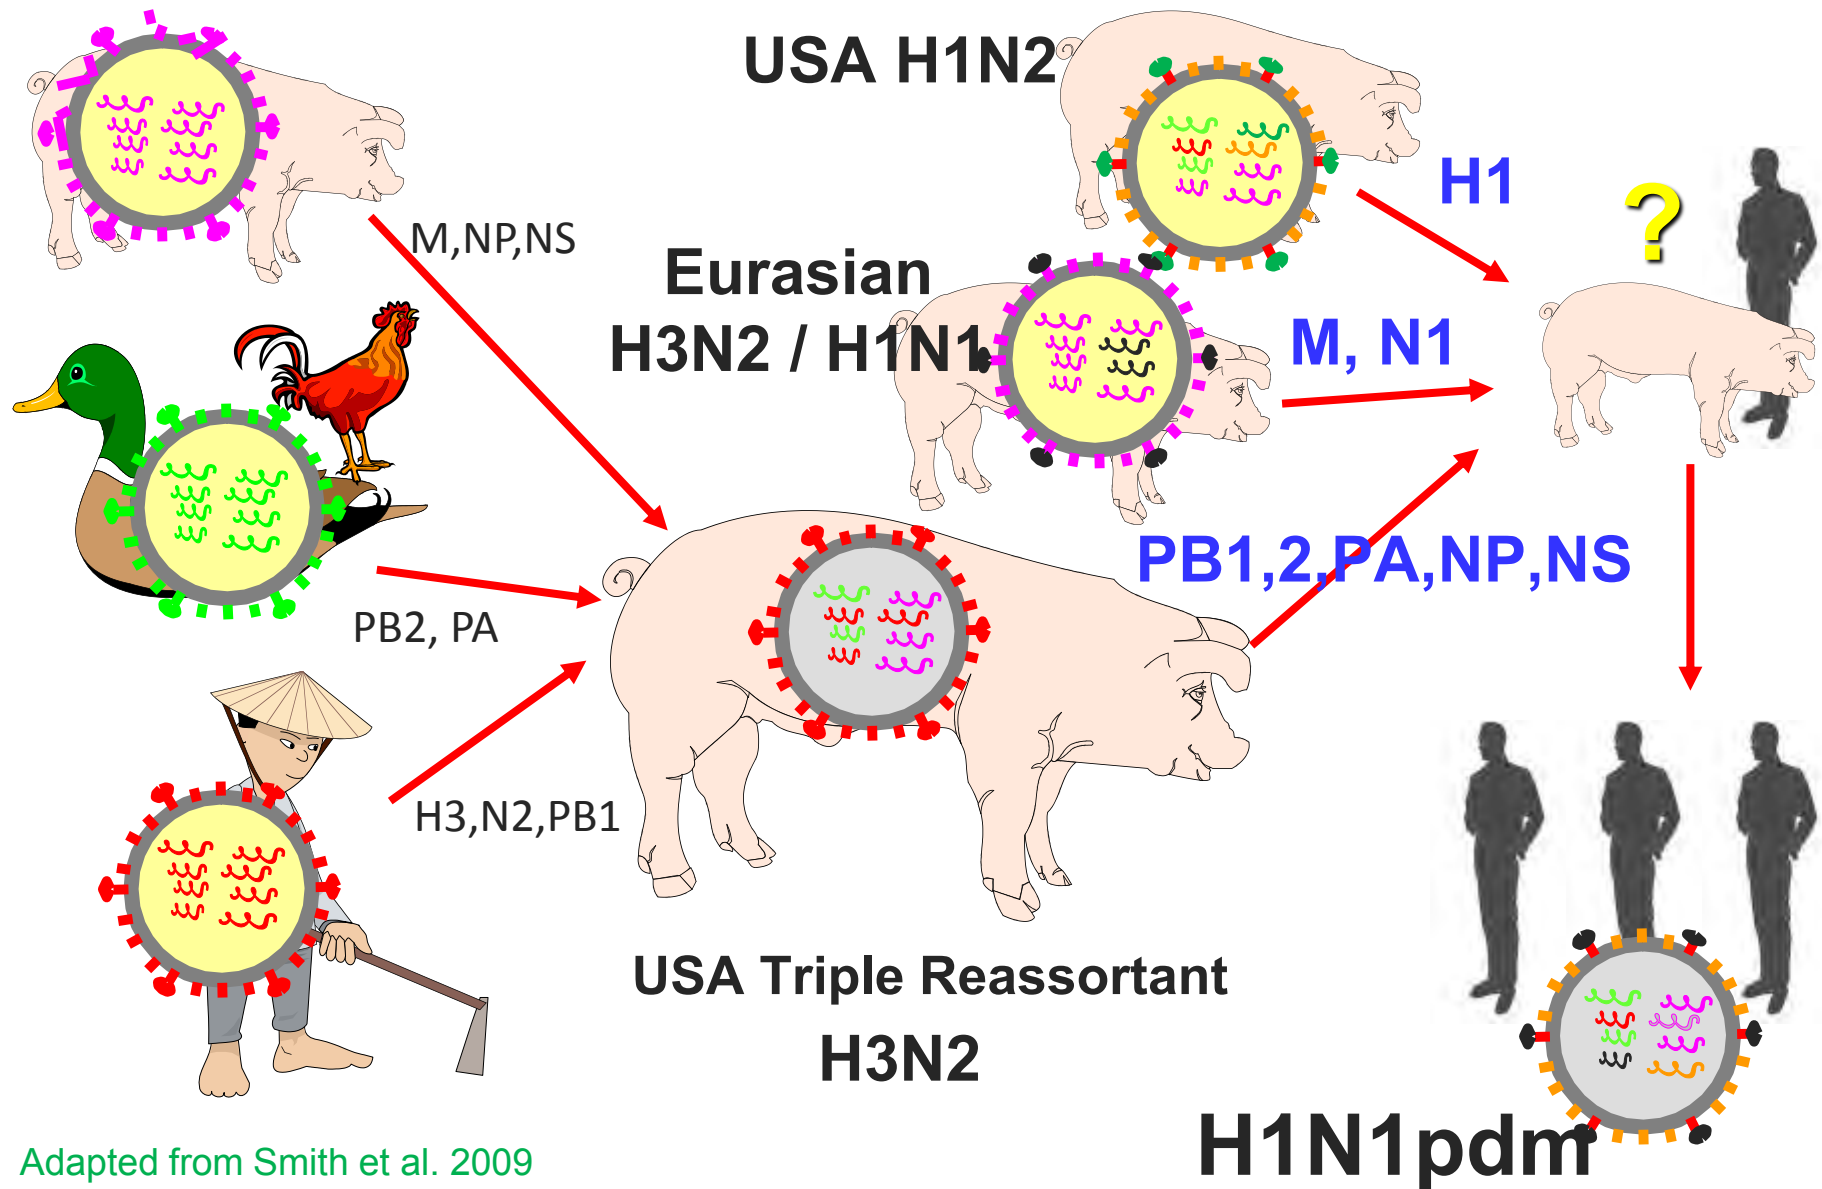 USA H1N2
H1
?
M,NP,NS
Eurasian
H3N2 / H1N1
M, N1
PB1,2,PA,NP,NS
PB2, PA
H3,N2,PB1
USA Triple Reassortant
H3N2
H1N1pdm
Adapted from Smith et al. 2009